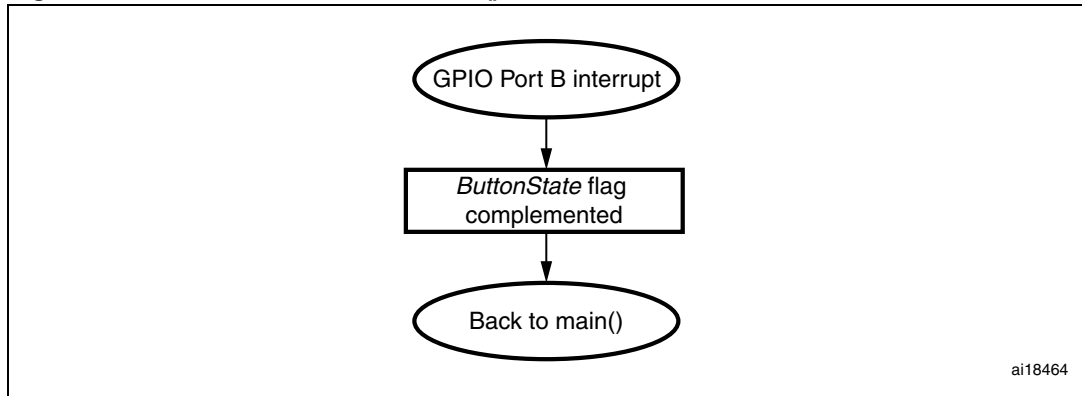 GPIO Port B interrupt
ButtonState flag
complemented
Back to main()
ai18464